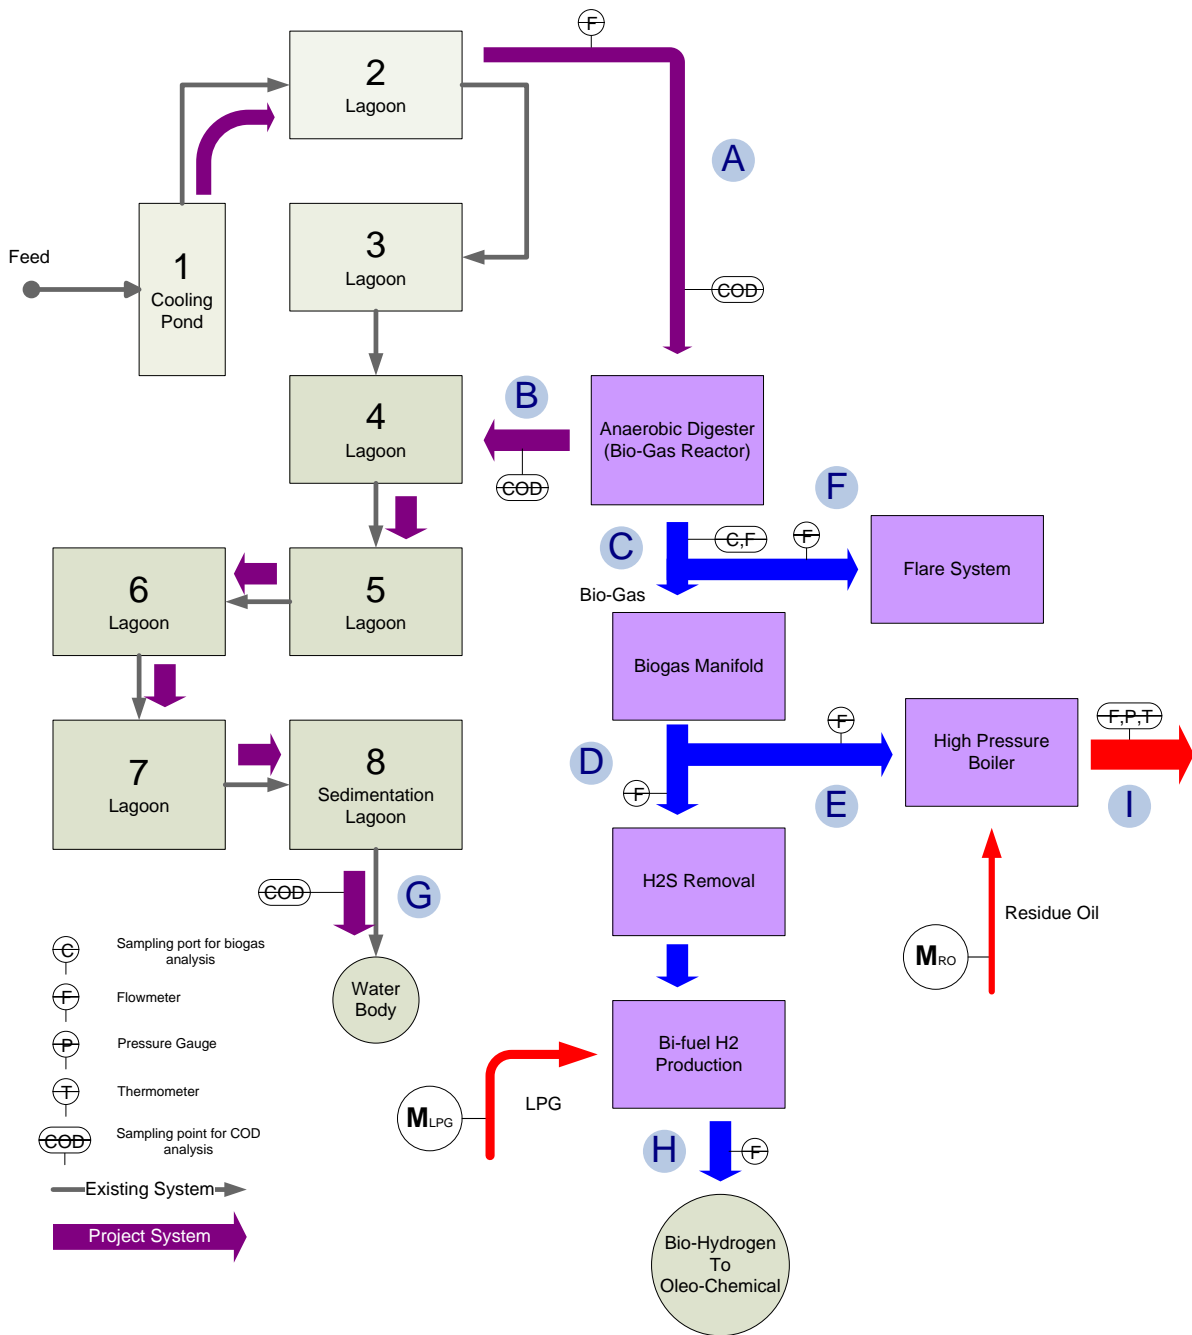 F
2
Lagoon
A
3
Lagoon
Feed
1
Cooling
Pond
COD
B
4
Lagoon
COD
Anaerobic Digester
(Bio-Gas Reactor)
F
C
C,F
F
Flare System
Bio-Gas
6
Lagoon
5
Lagoon
Biogas Manifold
F,P,T
F
High Pressure
Boiler
7
Lagoon
8
Sedimentation
Lagoon
D
F
E
I
COD
G
H2S Removal
Residue Oil
MRO
C
Sampling port for biogas
analysis
F
Flowmeter
P
Pressure Gauge
T
Thermometer
COD
Sampling point for COD
analysis
Existing System
Project System
Water
Body
Bi-fuel H2
Production
MLPG
LPG
H
F
Bio-Hydrogen
To
Oleo-Chemical